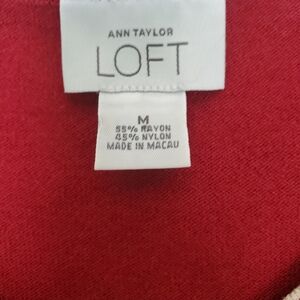 ANN TAYLOR
LOFT
M
55% RAYON
45% NYLON
MADE IN MACAU